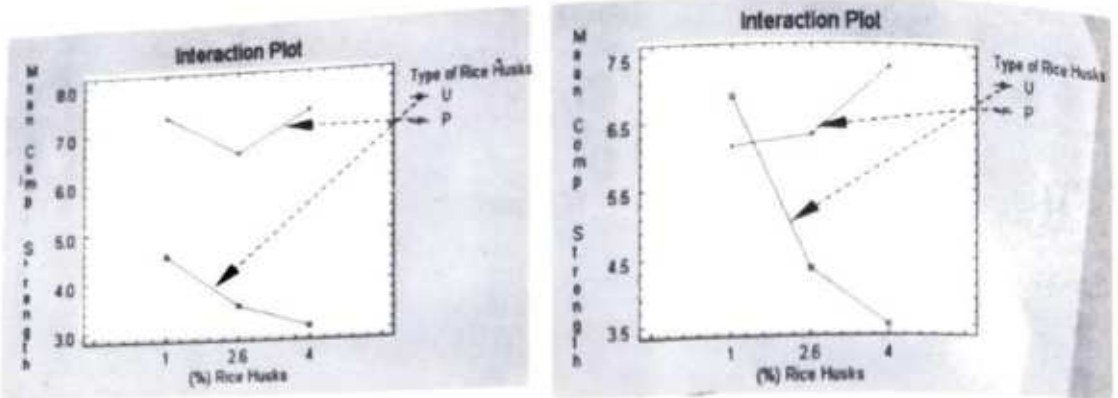 Interaction Plot
Mean Comp. Strength
8.0
7.0
6.0
5.0
4.0
3.0
1 2.6 4
(%) Rice Husks
Type of Rice Husks
U
P
Interaction Plot
Mean Comp Strength
7.5
6.5
5.5
4.5
3.5
1 2.6 4
(%) Rice Husks
Type of Rice Husks
U
P